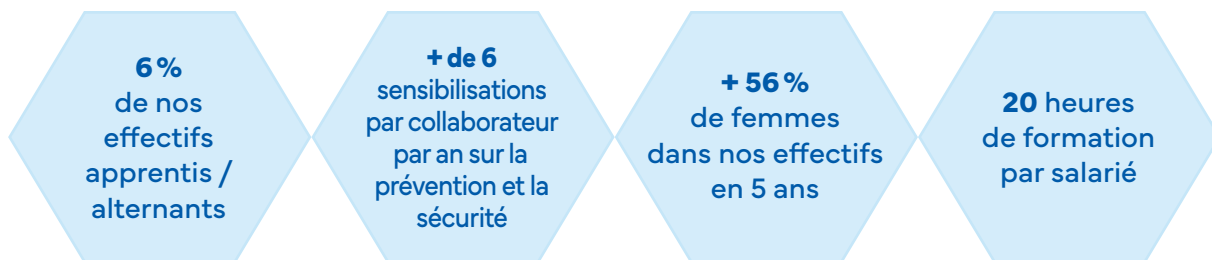 6 %
de nos
effectifs
apprentis /
alternants
+ de 6
sensibilisations
par collaborateur
par an sur la
prévention et la
sécurité
+ 56 %
de femmes
dans nos effectifs
en 5 ans
20 heures
de formation
par salarié